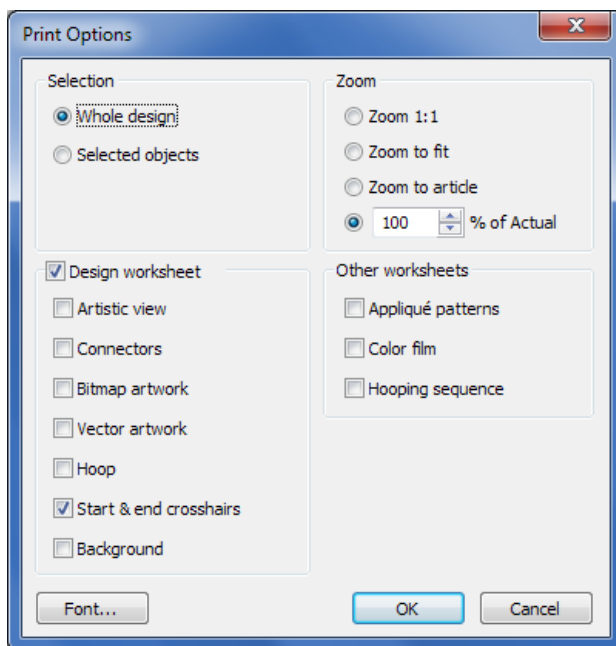 Print Options
Selection
Whole design
Selected objects
Zoom
Zoom 1:1
Zoom to fit
Zoom to article
100 % of Actual
Design worksheet
Artistic view
Connectors
Bitmap artwork
Vector artwork
Hoop
Start & end crosshairs
Background
Other worksheets
Appliqué patterns
Color film
Hooping sequence
Font...
OK
Cancel